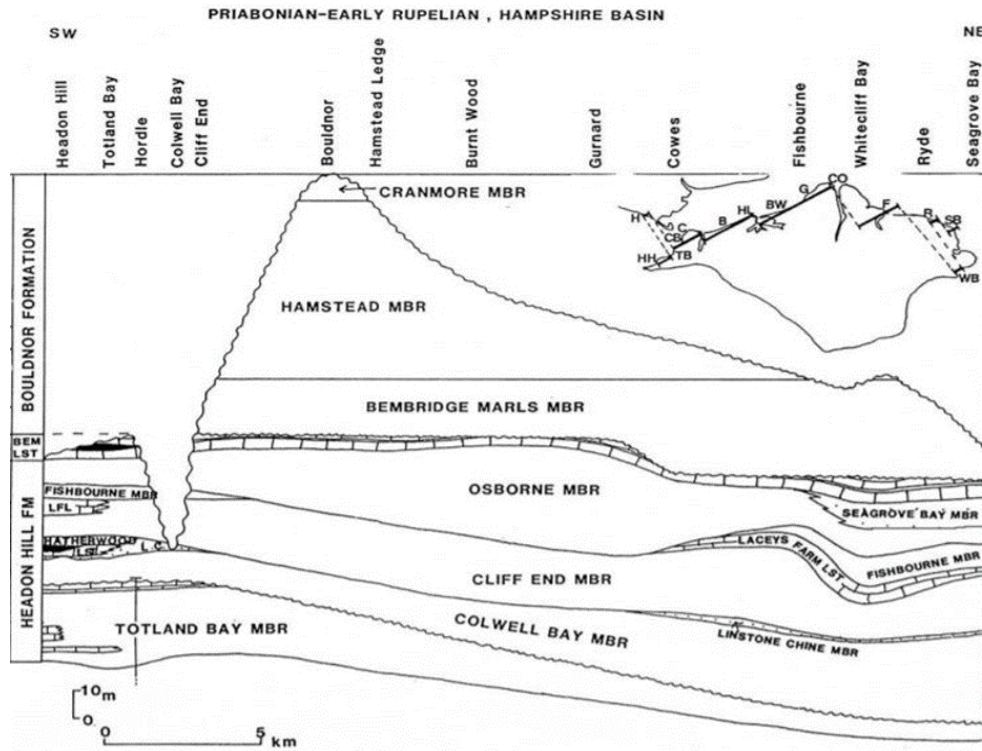 PRIABONIAN-EARLY RUPELIAN , HAMPSHIRE BASIN
SW
NE
Headon Hill
Totland Bay
Hordle
Colwell Bay
Cliff End
Bouldnor
Hamstead Ledge
Burnt Wood
Gurnard
Cowes
Fishbourne
Whitecliff Bay
Ryde
Seagrove Bay
CRANMORE MBR
H
HH
CB
C
TB
B
HL
BW
G
CO
F
R
SB
WB
BOULDNOR FORMATION
HAMSTEAD MBR
BEMBRIDGE MARLS MBR
BEM
LST
HEADON HILL FM
FISHBOURNE MBR
LFL
HATHERWOOD
LST
L.C.
OSBORNE MBR
SEAGROVE BAY MBR
LACEYS
FARM LST
FISHBOURNE MBR
CLIFF END MBR
LINSTONE CHINE MBR
COLWELL BAY MBR
TOTLAND BAY MBR
10
m
0
0
5
km